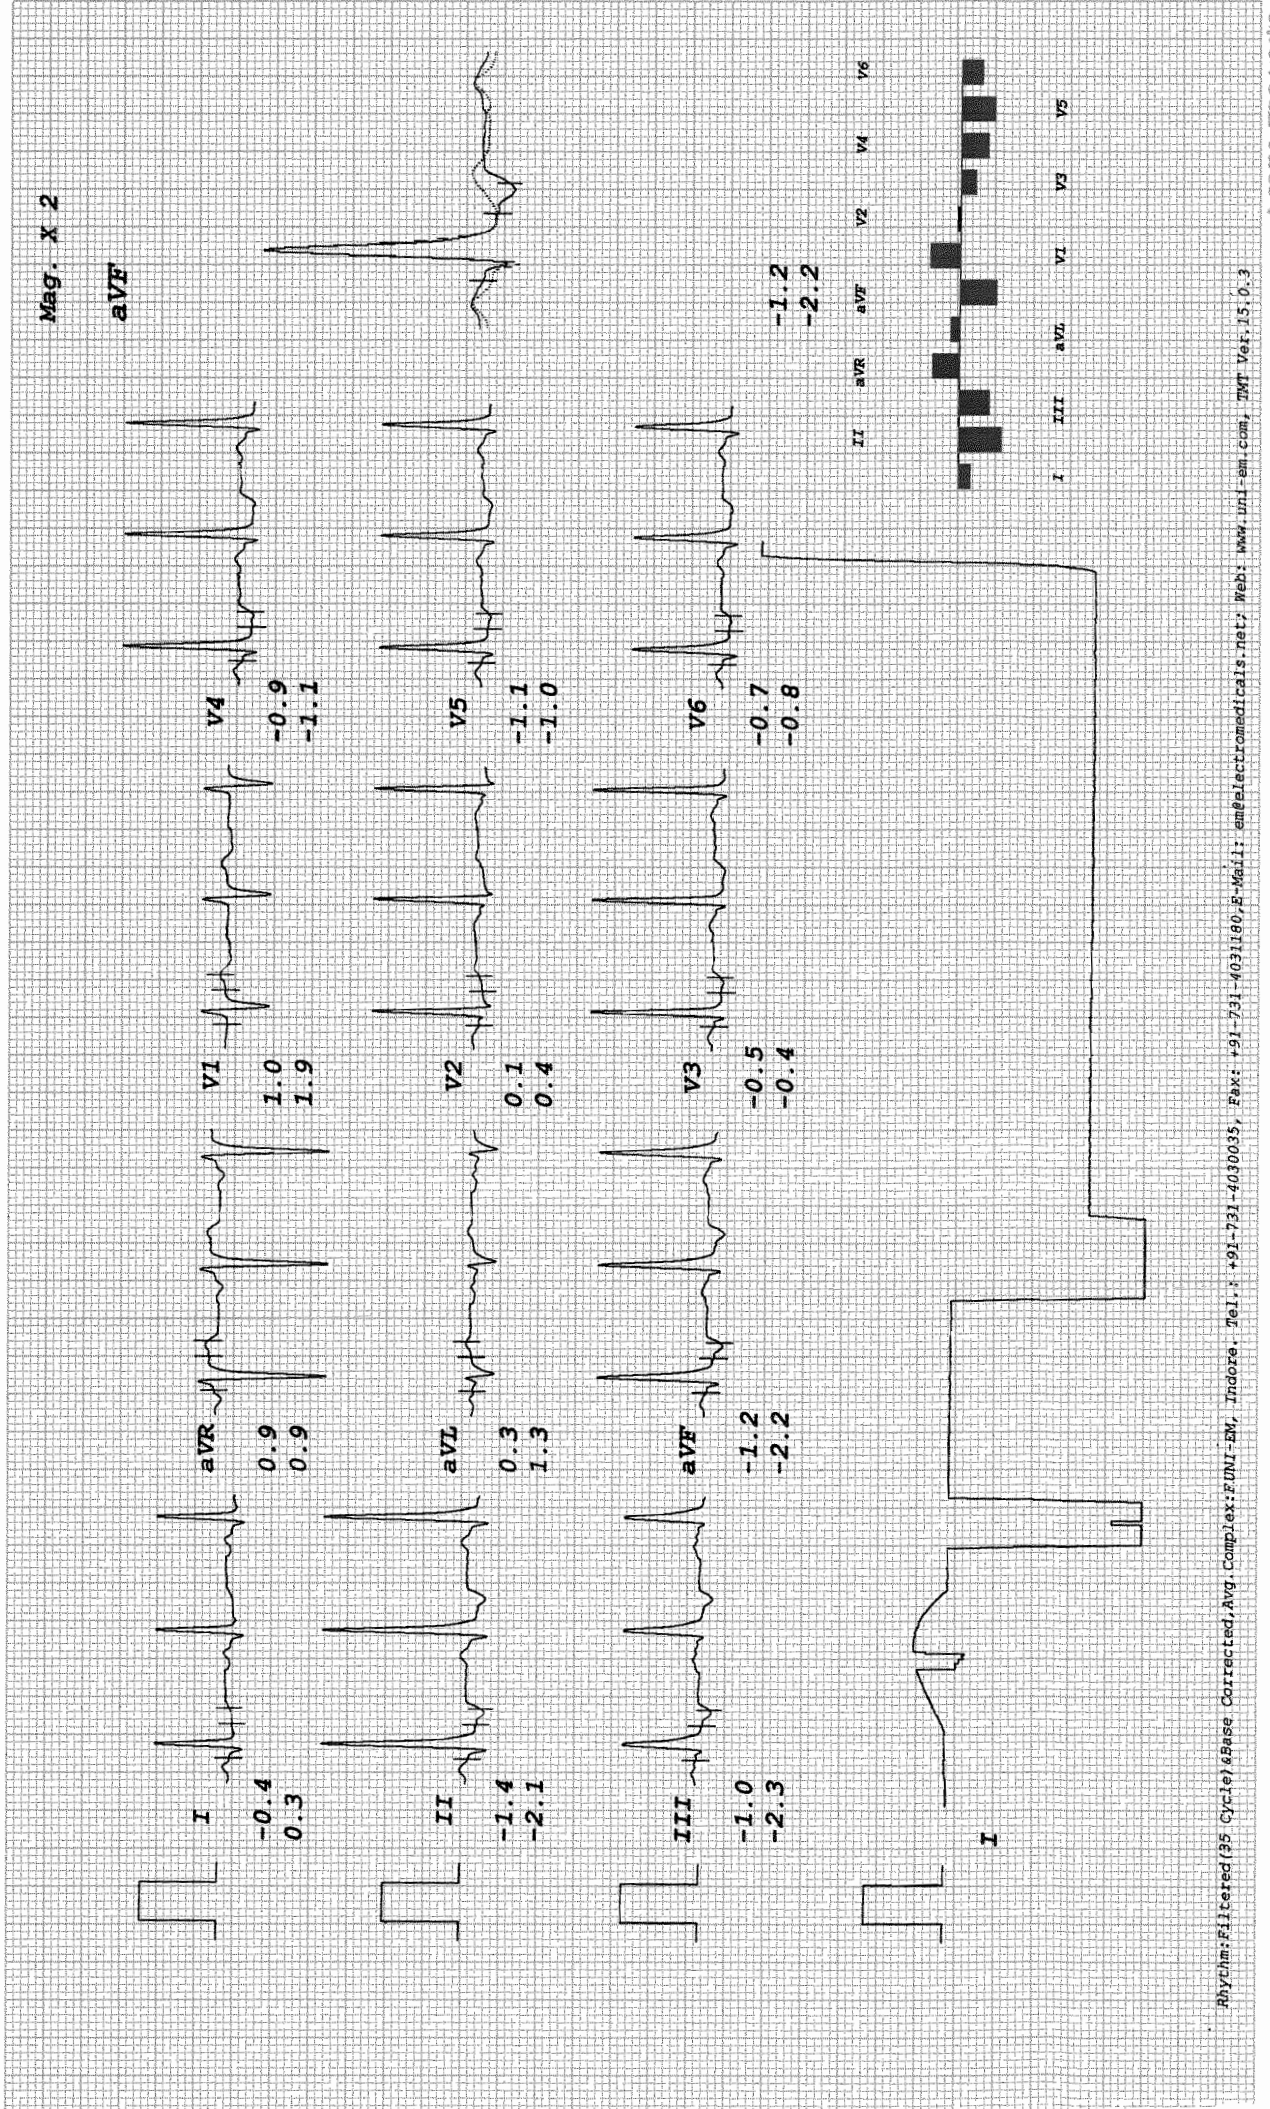 Mag. X 2
aVF
I
-0.4
0.3
aVR
0.9
0.9
V1
1.0
1.9
V4
-0.9
-1.1
II
-1.4
-2.1
aVL
0.3
1.3
V2
0.1
0.4
V5
-1.1
-1.0
III
-1.0
-2.3
aVF
-1.2
-2.2
V3
-0.5
-0.4
V6
-0.7
-0.8
-1.2
-2.2
II aVR aVF V2 V4 V6
I III aVL V1 V3 V5
I
Rhythm:Filtered(35 Cycle)&Base Corrected,Avg.Complex:F.UNI-EM, Indore. Tel.: +91-731-4030035, Fax: +91-731-4031180,E-Mail: em@electromedicals.net; Web: www.uni-em.com, TMT Ver.15.0.3